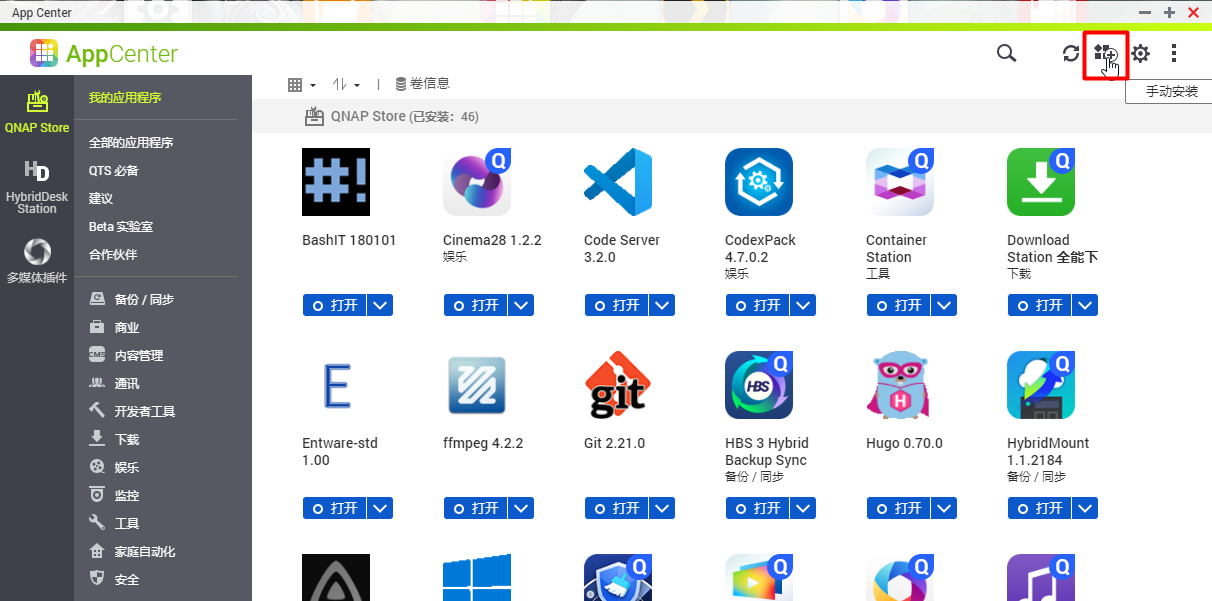 App Center
AppCenter
手动安装
QNAP Store
HybridDesk
Station
多媒体插件
我的应用程序
全部的应用程序
QTS 必备
建议
Beta 实验室
合作伙伴
备份 / 同步
商业
CMS
内容管理
通讯
开发者工具
下载
娱乐
监控
工具
家庭自动化
安全
| 卷信息
QNAP Store (已安装：46)
#!
Q
Q
Q
BashIT 180101
Cinema28 1.2.2
娱乐
Code Server
3.2.0
CodexPack
4.7.0.2
娱乐
Container
Station
工具
Download
Station 全能下
下载
打开 打开 打开 打开 打开 打开
E
git
HBS
Q
H
Q
Entware-std
1.00
ffmpeg 4.2.2
Git 2.21.0
HBS 3 Hybrid
Backup Sync
备份 / 同步
Hugo 0.70.0
HybridMount
1.1.2184
备份 / 同步
打开 打开 打开 打开 打开 打开
Q
Q
Q
Q